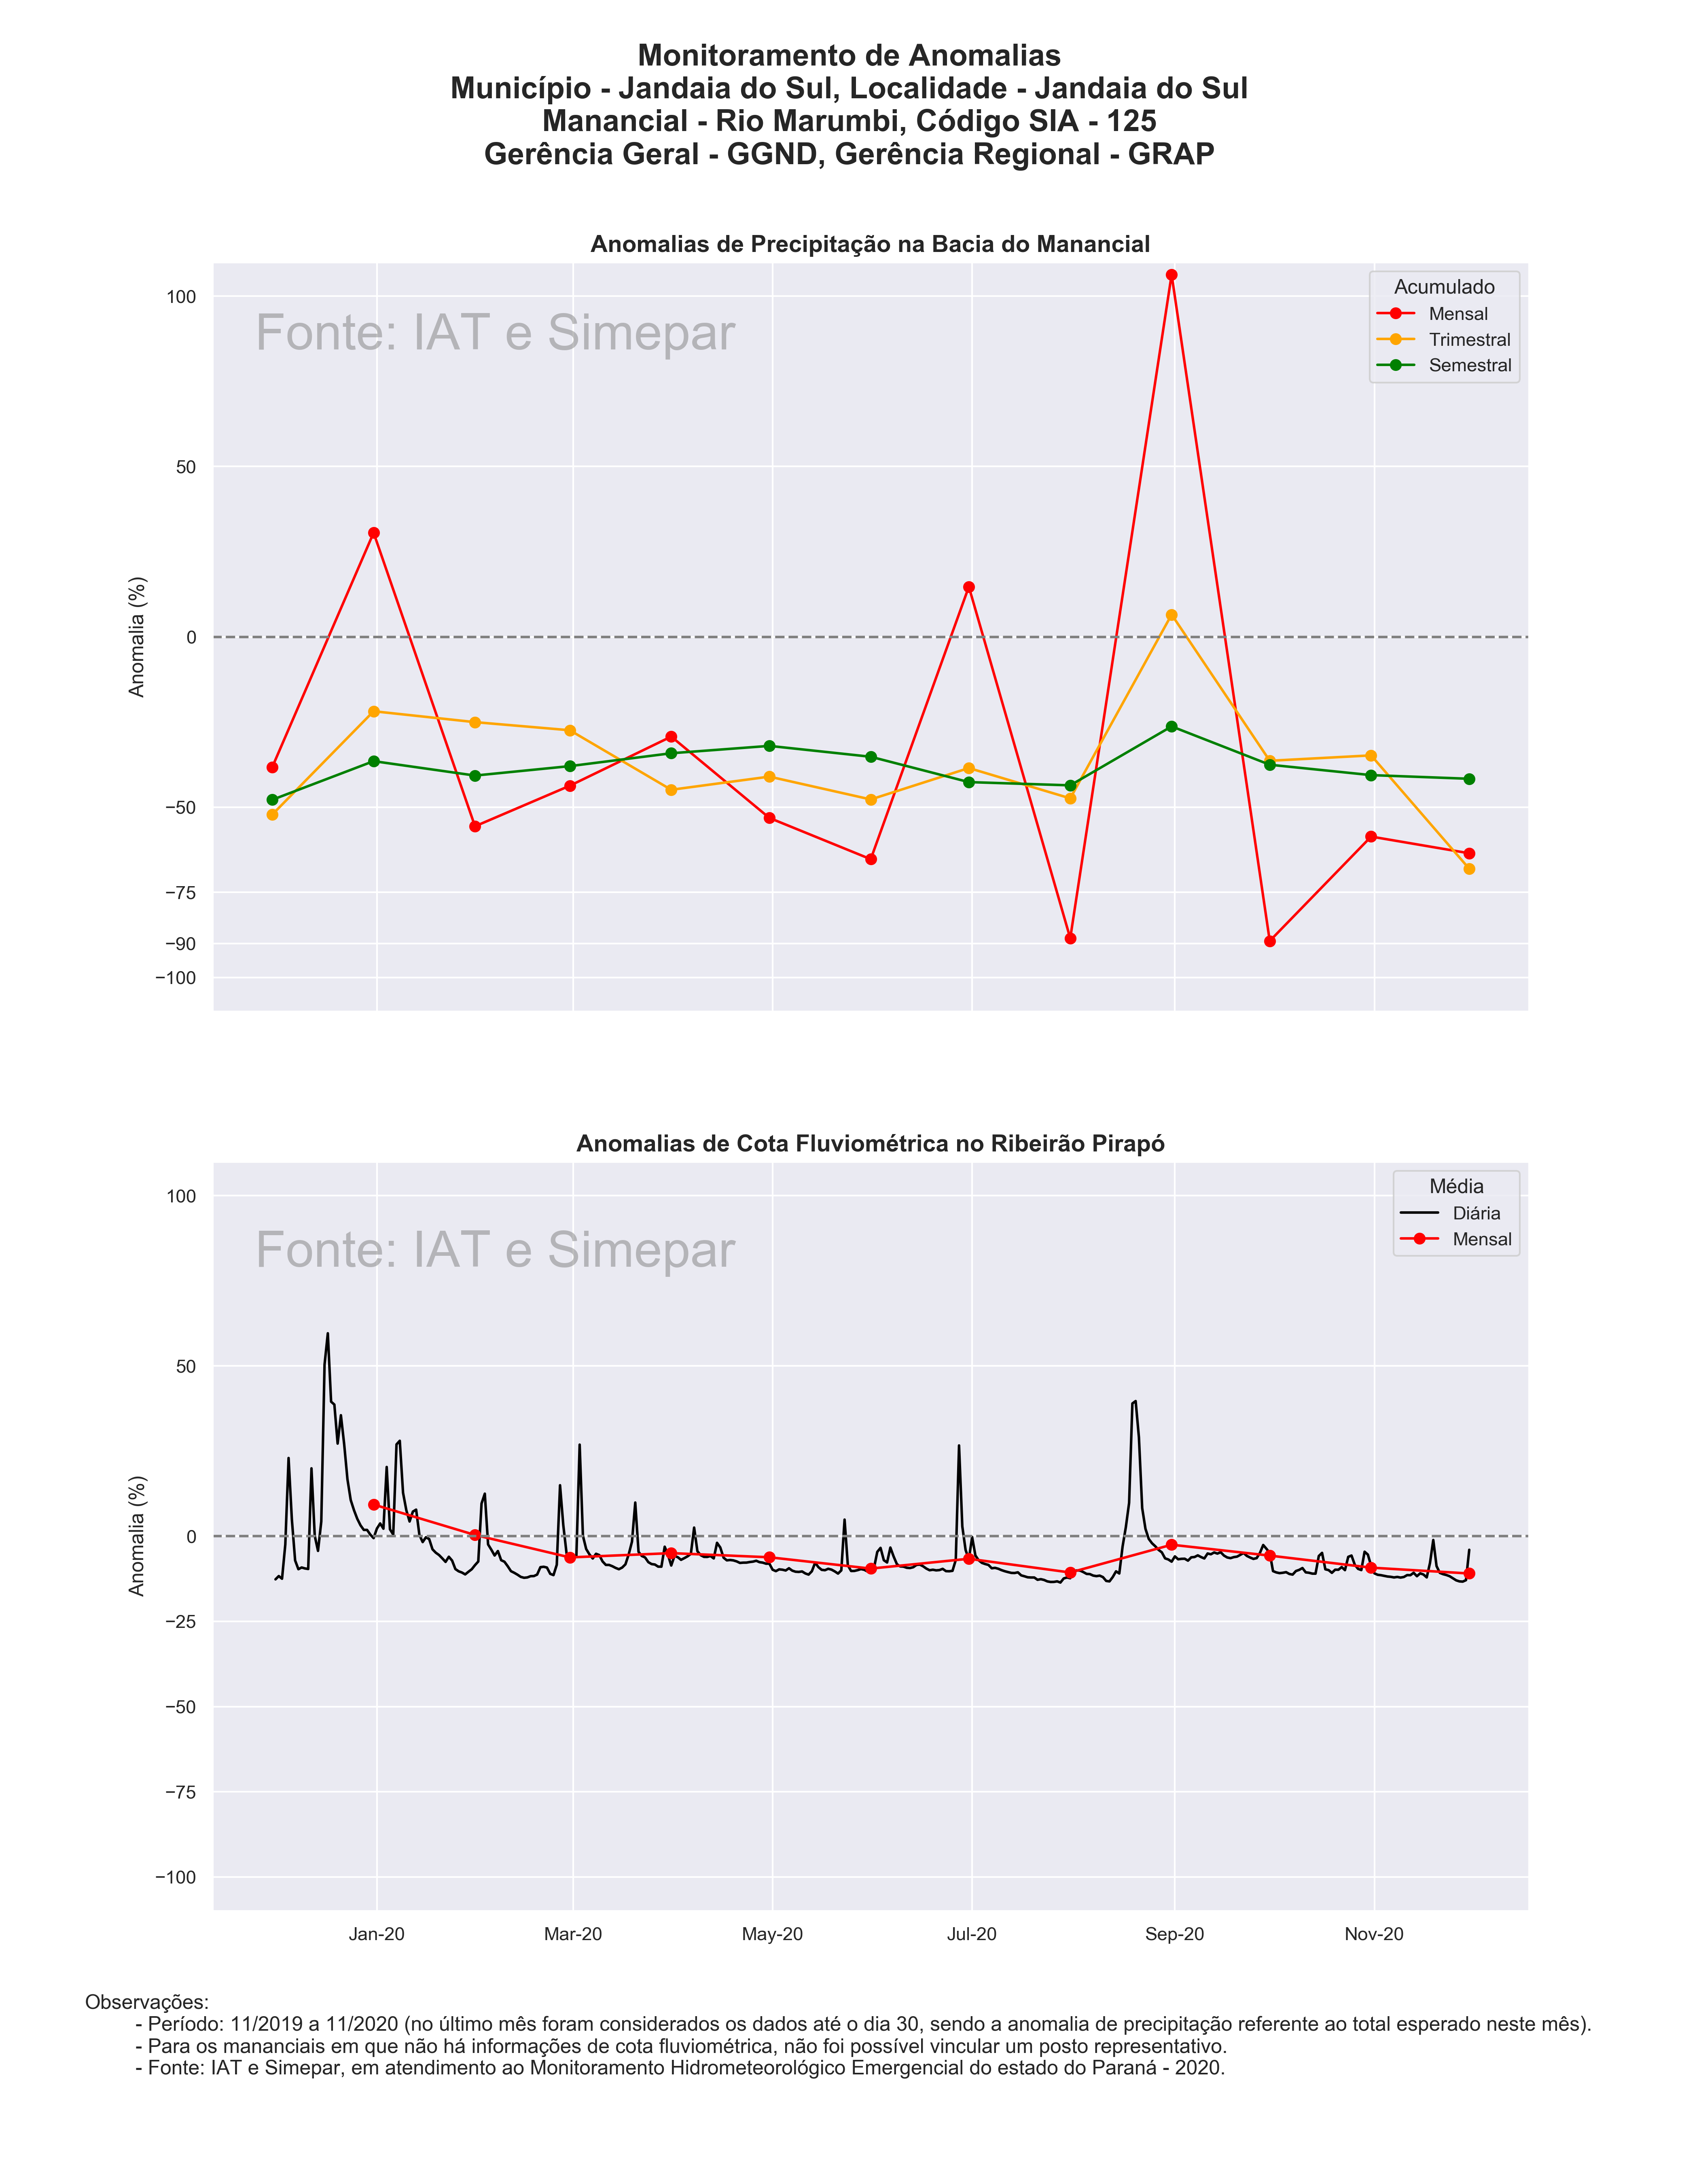 Monitoramento de Anomalias
Município - Jandaia do Sul, Localidade - Jandaia do Sul
Manancial - Rio Marumbi, Código SIA - 125
Gerência Geral - GGND, Gerência Regional - GRAP
Anomalias de Precipitação na Bacia do Manancial
Fonte: IAT e Simepar
Acumulado
Mensal
Trimestral
Semestral
Anomalia (%)
100
50
0
−50
−75
−90
−100
Anomalias de Cota Fluviométrica no Ribeirão Pirapó
Fonte: IAT e Simepar
Média
Diária
Mensal
Anomalia (%)
100
50
0
−25
−50
−75
−100
Jan-20 Mar-20 May-20 Jul-20 Sep-20 Nov-20
Observações:
- Período: 11/2019 a 11/2020 (no último mês foram considerados os dados até o dia 30, sendo a anomalia de precipitação referente ao total esperado neste mês).
- Para os mananciais em que não há informações de cota fluviométrica, não foi possível vincular um posto representativo.
- Fonte: IAT e Simepar, em atendimento ao Monitoramento Hidrometeorológico Emergencial do estado do Paraná - 2020.